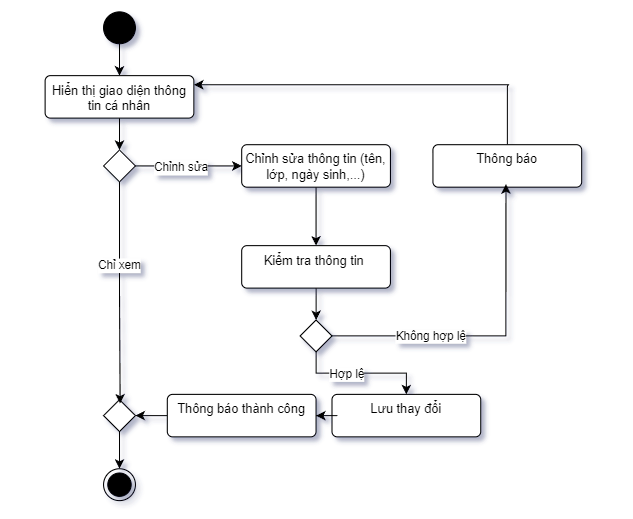 Hiển thị giao diện thông
tin cá nhân
Chỉnh sửa
Chỉnh sửa thông tin (tên,
lớp, ngày sinh,...)
Thông báo
Chỉ xem
Kiểm tra thông tin
Không hợp lệ
Hợp lệ
Thông báo thành công
Lưu thay đổi